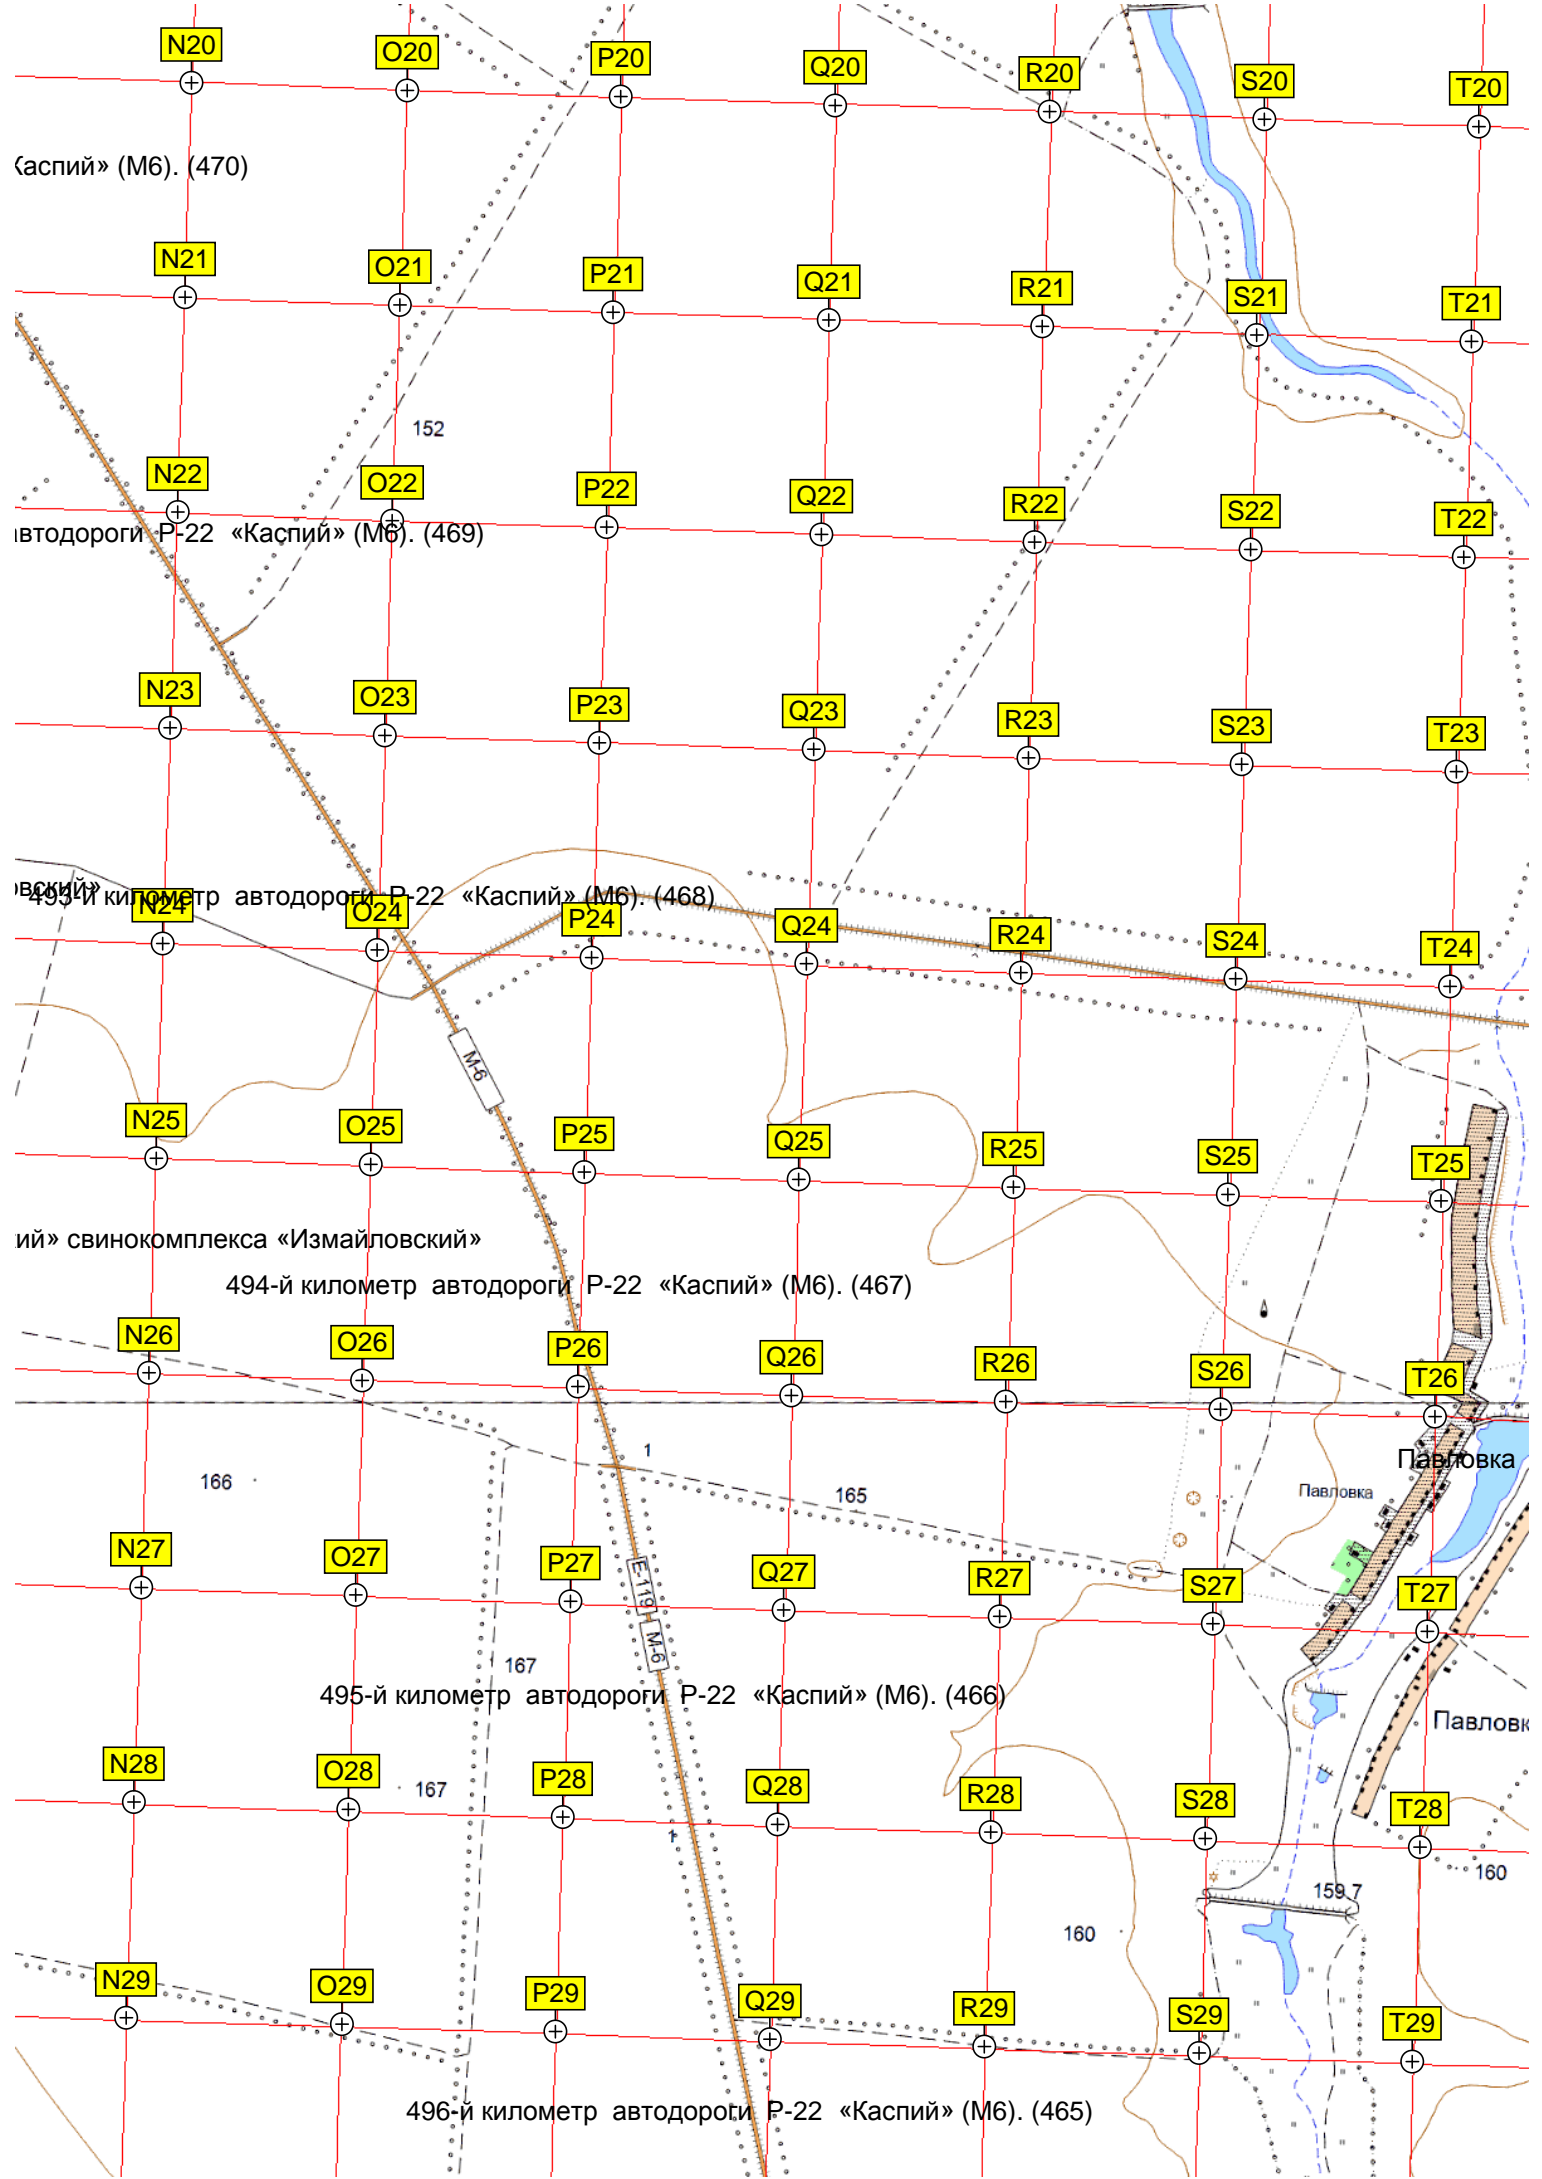 N20 O20 P20 Q20 R20 S20 T20
Каспий» (М6). (470)
N21 O21 P21 Q21 R21 S21 T21
152
N22 O22 P22 Q22 R22 S22 T22
автодороги Р-22 «Каспий» (М6). (469)
N23 O23 P23 Q23 R23 S23 T23
493-й километр автодороги Р-22 «Каспий» (М6). (468)
N24 O24 P24 Q24 R24 S24 T24
М-6
N25 O25 P25 Q25 R25 S25 T25
ий» свинокомплекса «Измайловский»
494-й километр автодороги Р-22 «Каспий» (М6). (467)
N26 O26 P26 Q26 R26 S26 T26
1
Павловка
166
165
Павловка
N27 O27 P27 Q27 R27 S27 T27
Е 119
М-6
167
495-й километр автодороги Р-22 «Каспий» (М6). (466)
Павловк
N28 O28 P28 Q28 R28 S28 T28
167
1
160
159.7
160
N29 O29 P29 Q29 R29 S29 T29
496-й километр автодороги Р-22 «Каспий» (М6). (465)